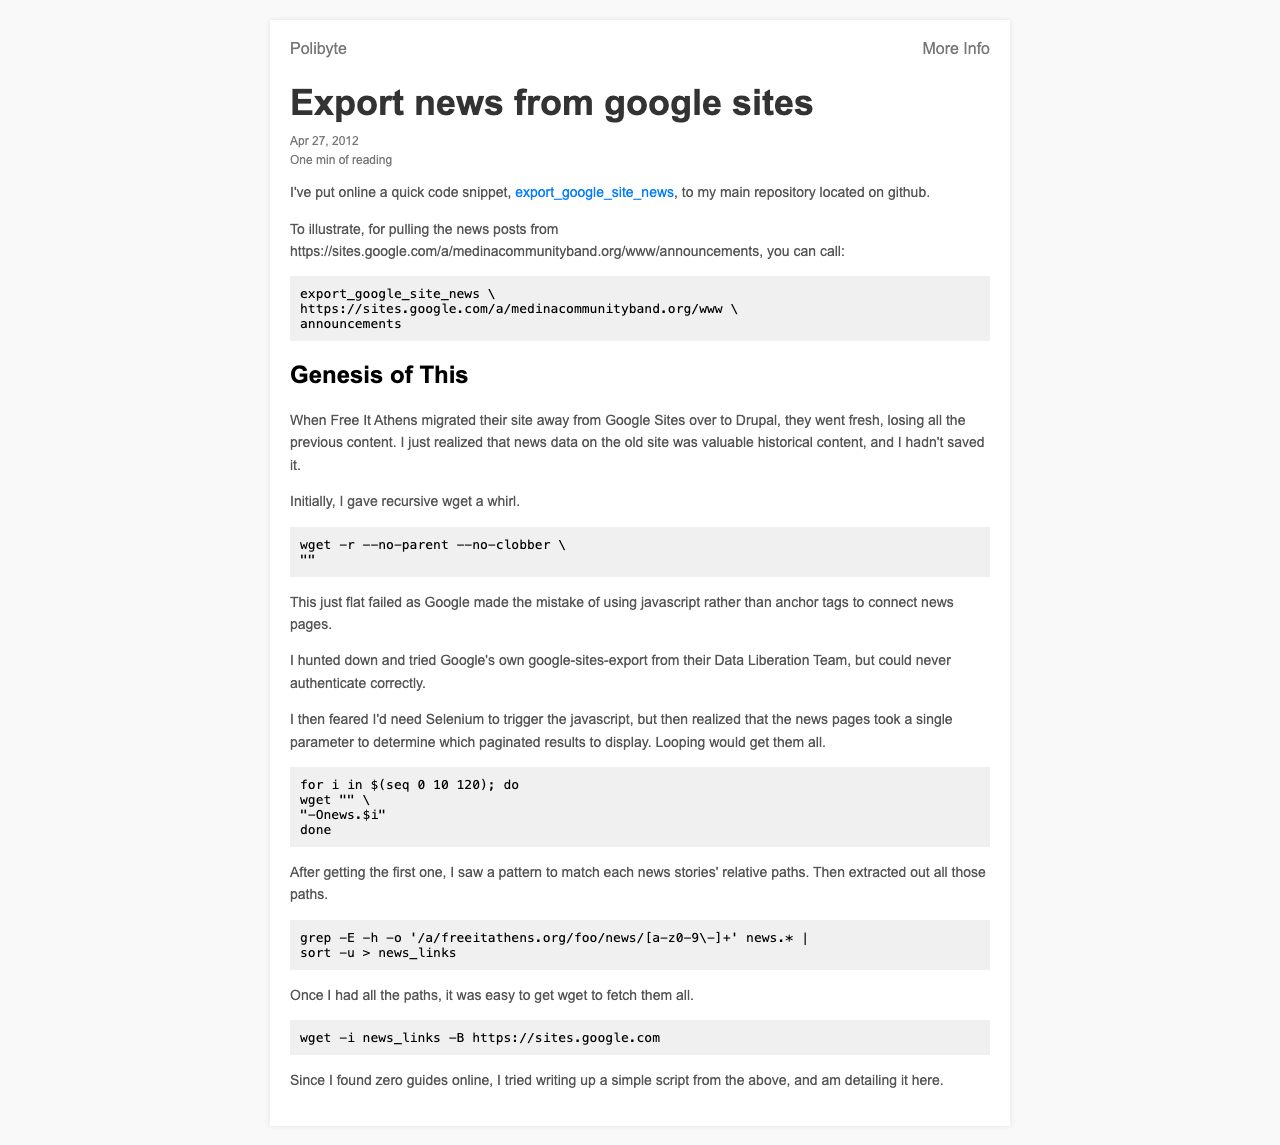 Polibyte
More Info
Export news from google sites
Apr 27, 2012
One min of reading
I've put online a quick code snippet, export_google_site_news, to my main repository located on github.
To illustrate, for pulling the news posts from
https://sites.google.com/a/medinacommunityband.org/www/announcements, you can call:
export_google_site_news \
https://sites.google.com/a/medinacommunityband.org/www \
announcements
Genesis of This
When Free It Athens migrated their site away from Google Sites over to Drupal, they went fresh, losing all the
previous content. I just realized that news data on the old site was valuable historical content, and I hadn't saved
it.
Initially, I gave recursive wget a whirl.
wget -r --no-parent --no-clobber \
""
This just flat failed as Google made the mistake of using javascript rather than anchor tags to connect news
pages.
I hunted down and tried Google's own google-sites-export from their Data Liberation Team, but could never
authenticate correctly.
I then feared I'd need Selenium to trigger the javascript, but then realized that the news pages took a single
parameter to determine which paginated results to display. Looping would get them all.
for i in $(seq 0 10 120); do
wget "" \
"-Onews.$i"
done
After getting the first one, I saw a pattern to match each news stories' relative paths. Then extracted out all those
paths.
grep -E -h -o '/a/freeitathens.org/foo/news/[a-z0-9\-]+' news.* |
sort -u > news_links
Once I had all the paths, it was easy to get wget to fetch them all.
wget -i news_links -B https://sites.google.com
Since I found zero guides online, I tried writing up a simple script from the above, and am detailing it here.